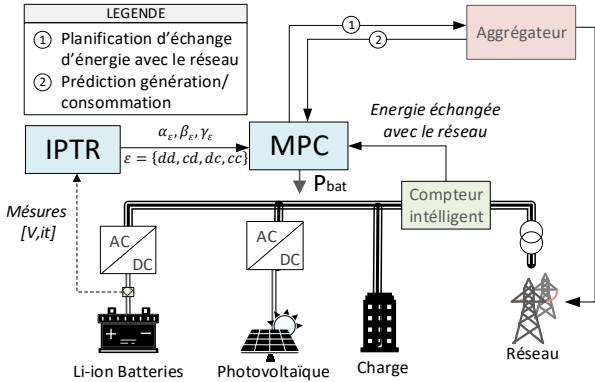 LEGENDE
1 Planification d'échange
d'énergie avec le réseau
2 Prédiction génération/
consommation
1
2
Aggrégateur
Energie échangée
avec le réseau
IPTR
αε, βε, γε
ε = {dd, cd, dc, cc}
MPC
Pbat
Compteur
intélligent
Mésures
[V,it]
AC
DC
AC
DC
Li-ion Batteries
Photovoltaïque
Charge
Réseau